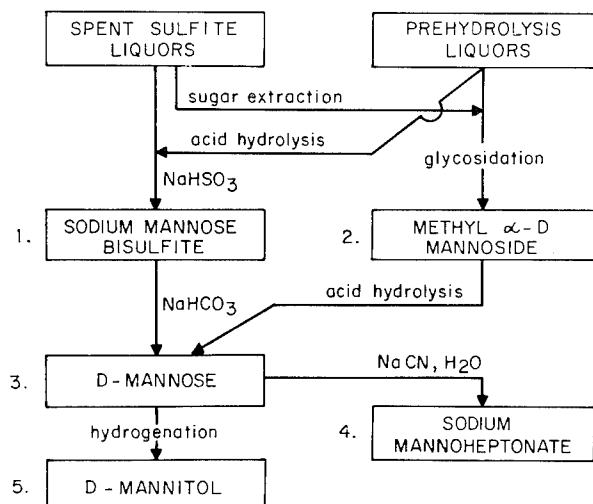 SPENT SULFITE
LIQUORS
PREHYDROLYSIS
LIQUORS
sugar extraction
acid hydrolysis
glycosidation
NaHSO3
1.
SODIUM MANNOSE
BISULFITE
2.
METHYL α-D
MANNOSIDE
NaHCO3
acid hydrolysis
3.
D-MANNOSE
NaCN, H2O
hydrogenation
4.
SODIUM
MANNOHEPTONATE
5.
D-MANNITOL